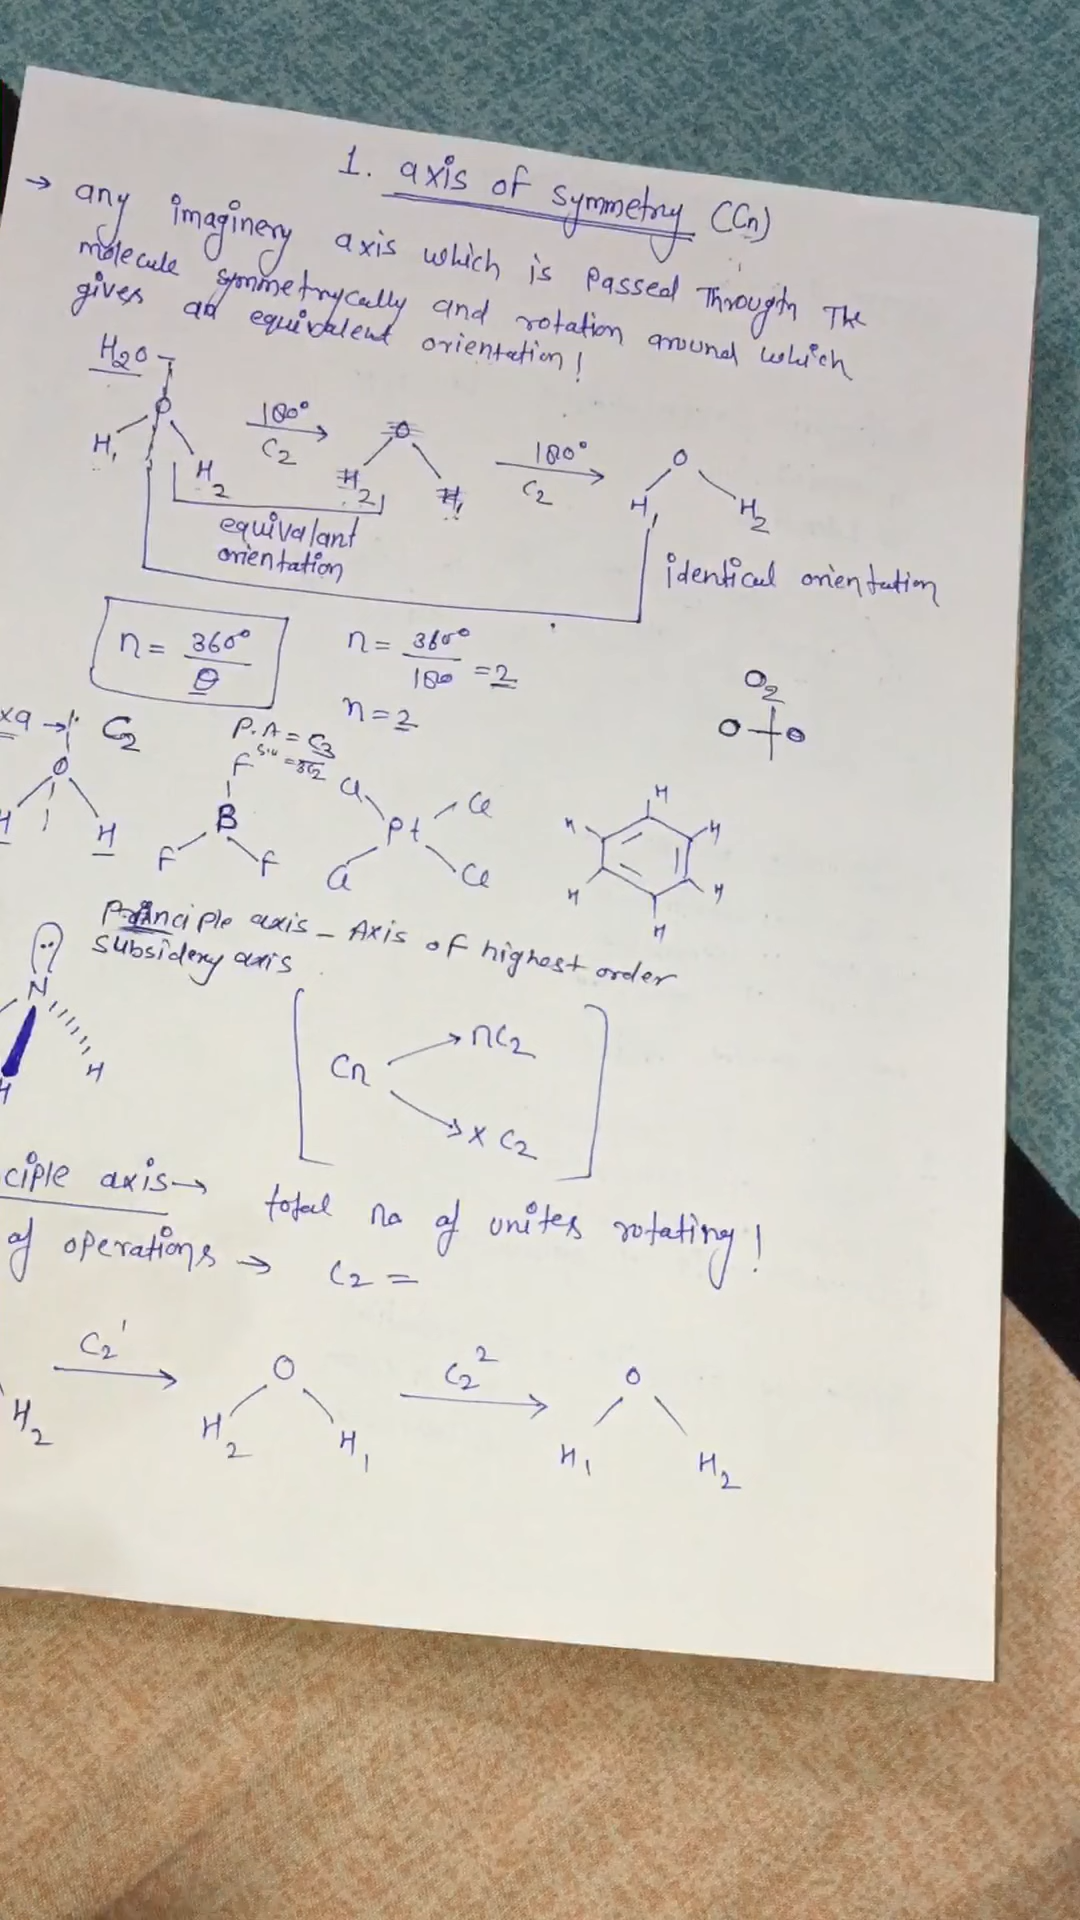 1. axis of symmetry (Cn)
→ any imaginery axis which is passed through the
molecule symmetrycally and rotation around which
gives an equivalent orientation!
H2O
O
H1 H2
180°
C2
O
H2 H1
180°
C2
O
H1 H2
equivalant
orientation
identical orientation
n = 360°/θ
n = 360°/180 = 2
n = 2
O2
O O
xa → C2
O
H H
P.A = C3
= 3C2
F
B
F F
Cl Cl
Pt
Cl Cl
H
H H
H H
H
Principle axis - Axis of highest order
subsidery axis
N
H
H
Cn → nC2
→ x C2
ciple axis → total no of unites rotating!
of operations → C2 =
H2
C2'
O
H2 H1
C2²
O
H1 H2